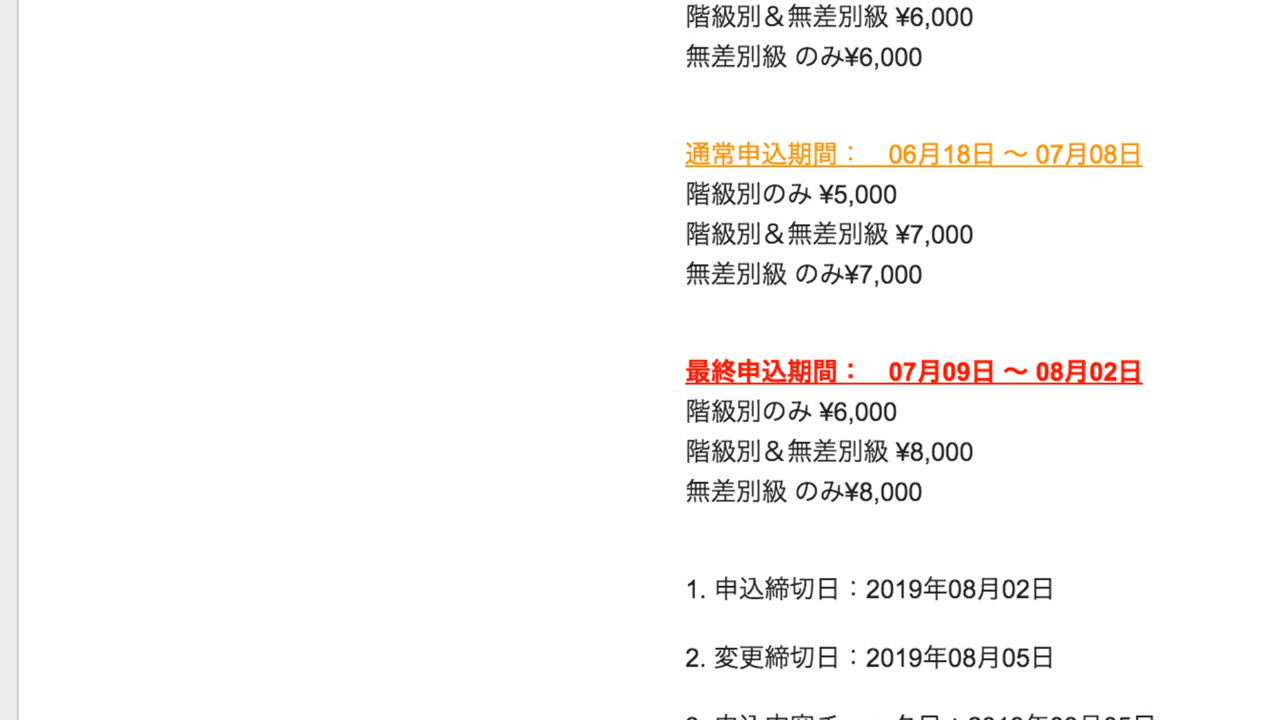 階級別＆無差別級 ¥6,000
無差別級 のみ¥6,000
通常申込期間：　06月18日 〜 07月08日
階級別のみ ¥5,000
階級別＆無差別級 ¥7,000
無差別級 のみ¥7,000
最終申込期間：　07月09日 〜 08月02日
階級別のみ ¥6,000
階級別＆無差別級 ¥8,000
無差別級 のみ¥8,000
1. 申込締切日：2019年08月02日
2. 変更締切日：2019年08月05日